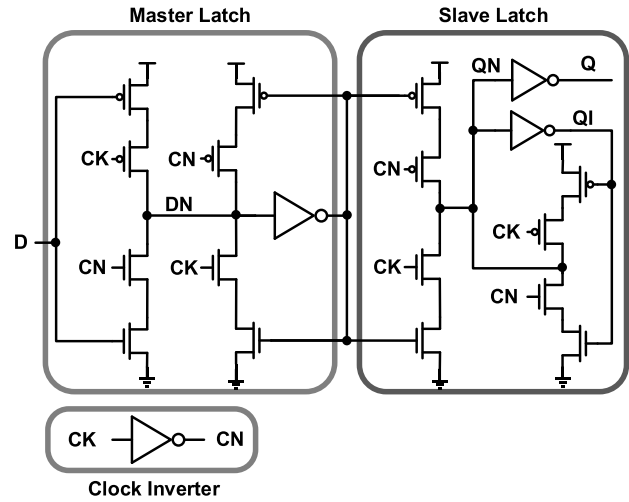 Master Latch
Slave Latch
QN
Q
QI
CK
CN
CN
DN
CK
D
CN
CK
CK
CN
CK
CN
Clock Inverter